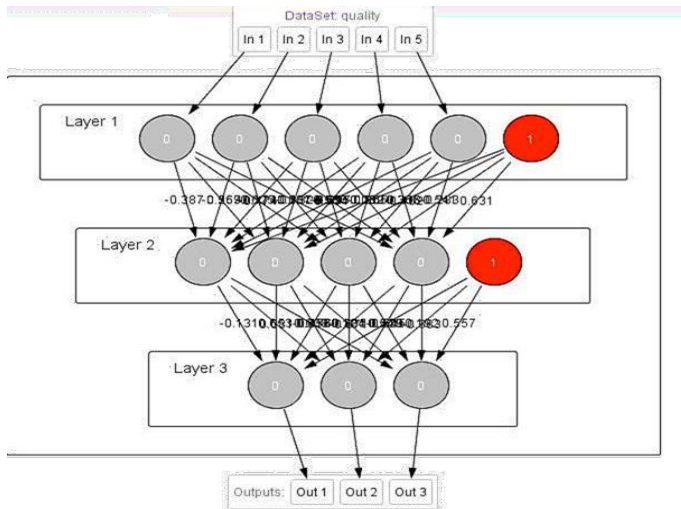 DataSet: quality
In 1 In 2 In 3 In 4 In 5
Layer 1
0 0 0 0 0 1
-0.387 -0.631
Layer 2
0 0 0 0 1
-0.131 0.557
Layer 3
0 0 0
Outputs: Out 1 Out 2 Out 3